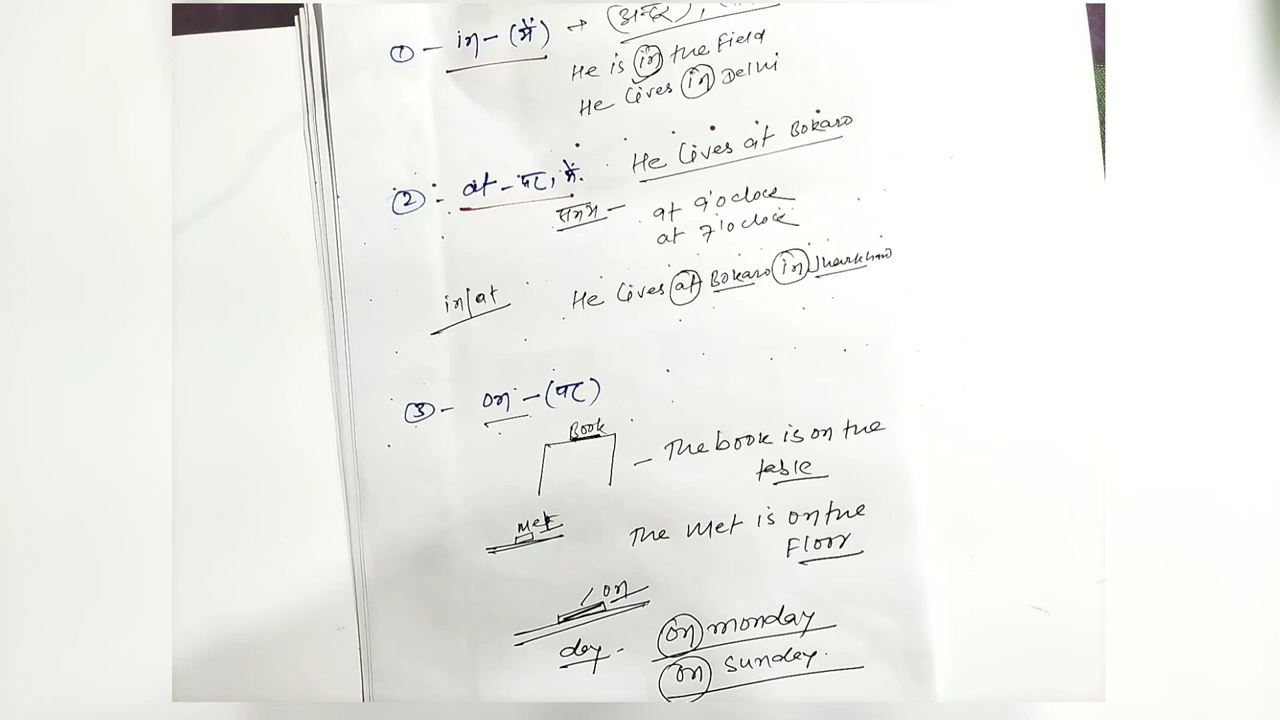 ① - in - (में) → (अन्दर),
He is in the Field
He lives in Delhi
② - at - पर, में. He lives at Bokaro
समय - at 9'o clock
at 7'o clock
in/at He lives at Bokaro in Jharkhand
③ - on - (पर)
Book
- The book is on the
table
Met
The Met is on the
Floor
on
day - on monday
on sunday.